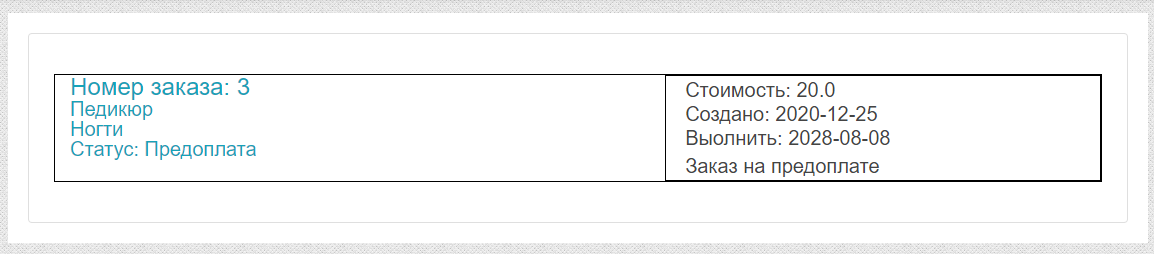 Номер заказа: 3
Педикюр
Ногти
Статус: Предоплата
Стоимость: 20.0
Создано: 2020-12-25
Выолнить: 2028-08-08
Заказ на предоплате